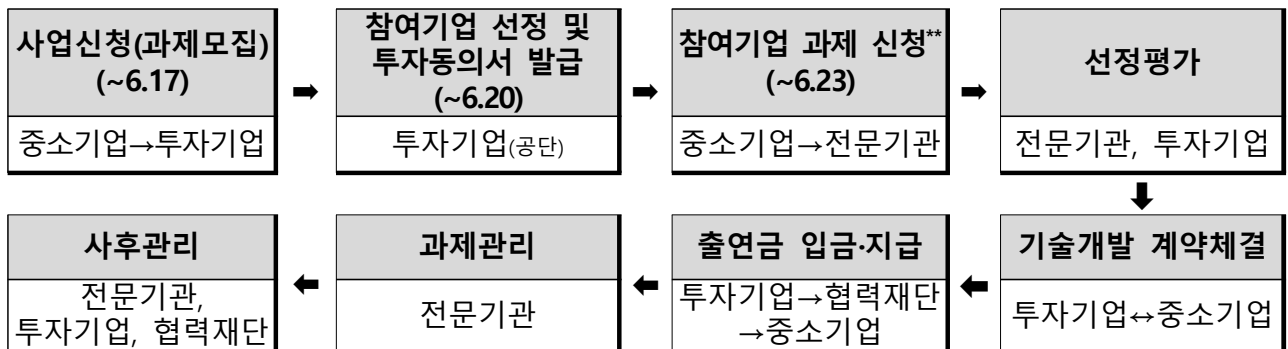 사업신청(과제모집)
(~6.17)
중소기업→투자기업
➡
참여기업 선정 및
투자동의서 발급
(~6.20)
투자기업(공단)
➡
참여기업 과제 신청**
(~6.23)
중소기업→전문기관
➡
선정평가
전문기관, 투자기업
⬇
기술개발 계약체결
투자기업↔중소기업
⬅
출연금 입금·지급
투자기업→협력재단
→중소기업
⬅
과제관리
전문기관
⬅
사후관리
전문기관,
투자기업, 협력재단